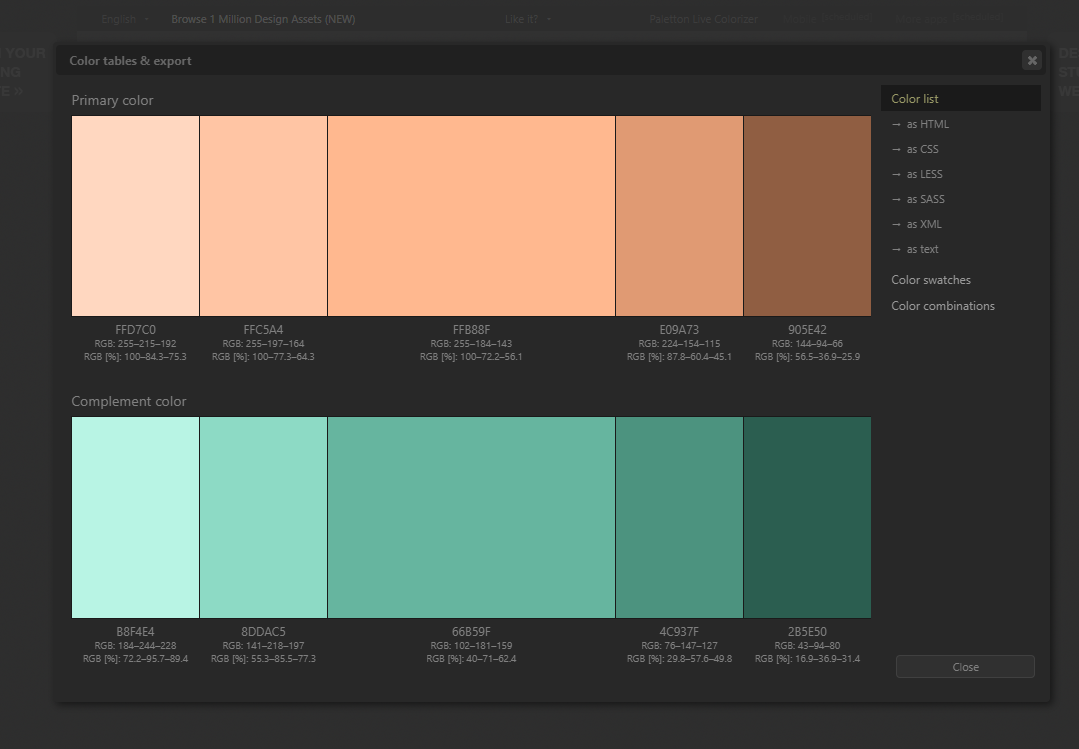 English
Browse 1 Million Design Assets (NEW)
Like it?
Paletton Live Colorizer
YOUR
NG
E »
DE
STU
WE
Color tables & export
Primary color
FFD7C0
RGB: 255–215–192
RGB [%]: 100–84.3–75.3
FFC5A4
RGB: 255–197–164
RGB [%]: 100–77.3–64.3
FFB88F
RGB: 255–184–143
RGB [%]: 100–72.2–56.1
E09A73
RGB: 224–154–115
RGB [%]: 87.8–60.4–45.1
905E42
RGB: 144–94–66
RGB [%]: 56.5–36.9–25.9
Complement color
B8F4E4
RGB: 184–244–228
RGB [%]: 72.2–95.7–89.4
8DDAC5
RGB: 141–218–197
RGB [%]: 55.3–85.5–77.3
66B59F
RGB: 102–181–159
RGB [%]: 40–71–62.4
4C937F
RGB: 76–147–127
RGB [%]: 29.8–57.6–49.8
2B5E50
RGB: 43–94–80
RGB [%]: 16.9–36.9–31.4
Color list
→ as HTML
→ as CSS
→ as LESS
→ as SASS
→ as XML
→ as text
Color swatches
Color combinations
Close